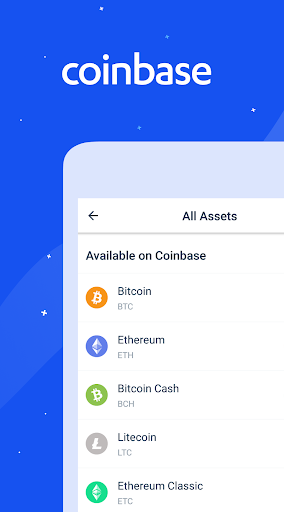 coinbase
All Assets
Available on Coinbase
Bitcoin
BTC
Ethereum
ETH
Bitcoin Cash
BCH
Litecoin
LTC
Ethereum Classic
ETC